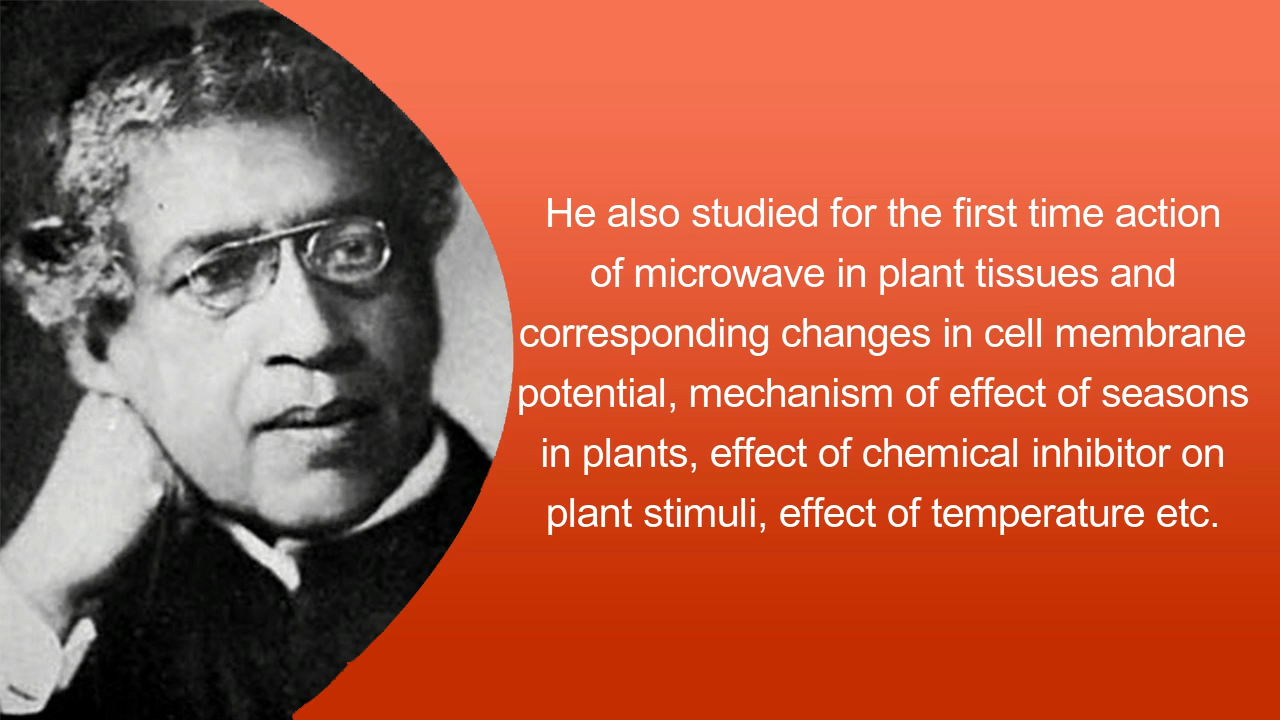 He also studied for the first time action
of microwave in plant tissues and
corresponding changes in cell membrane
potential, mechanism of effect of seasons
in plants, effect of chemical inhibitor on
plant stimuli, effect of temperature etc.